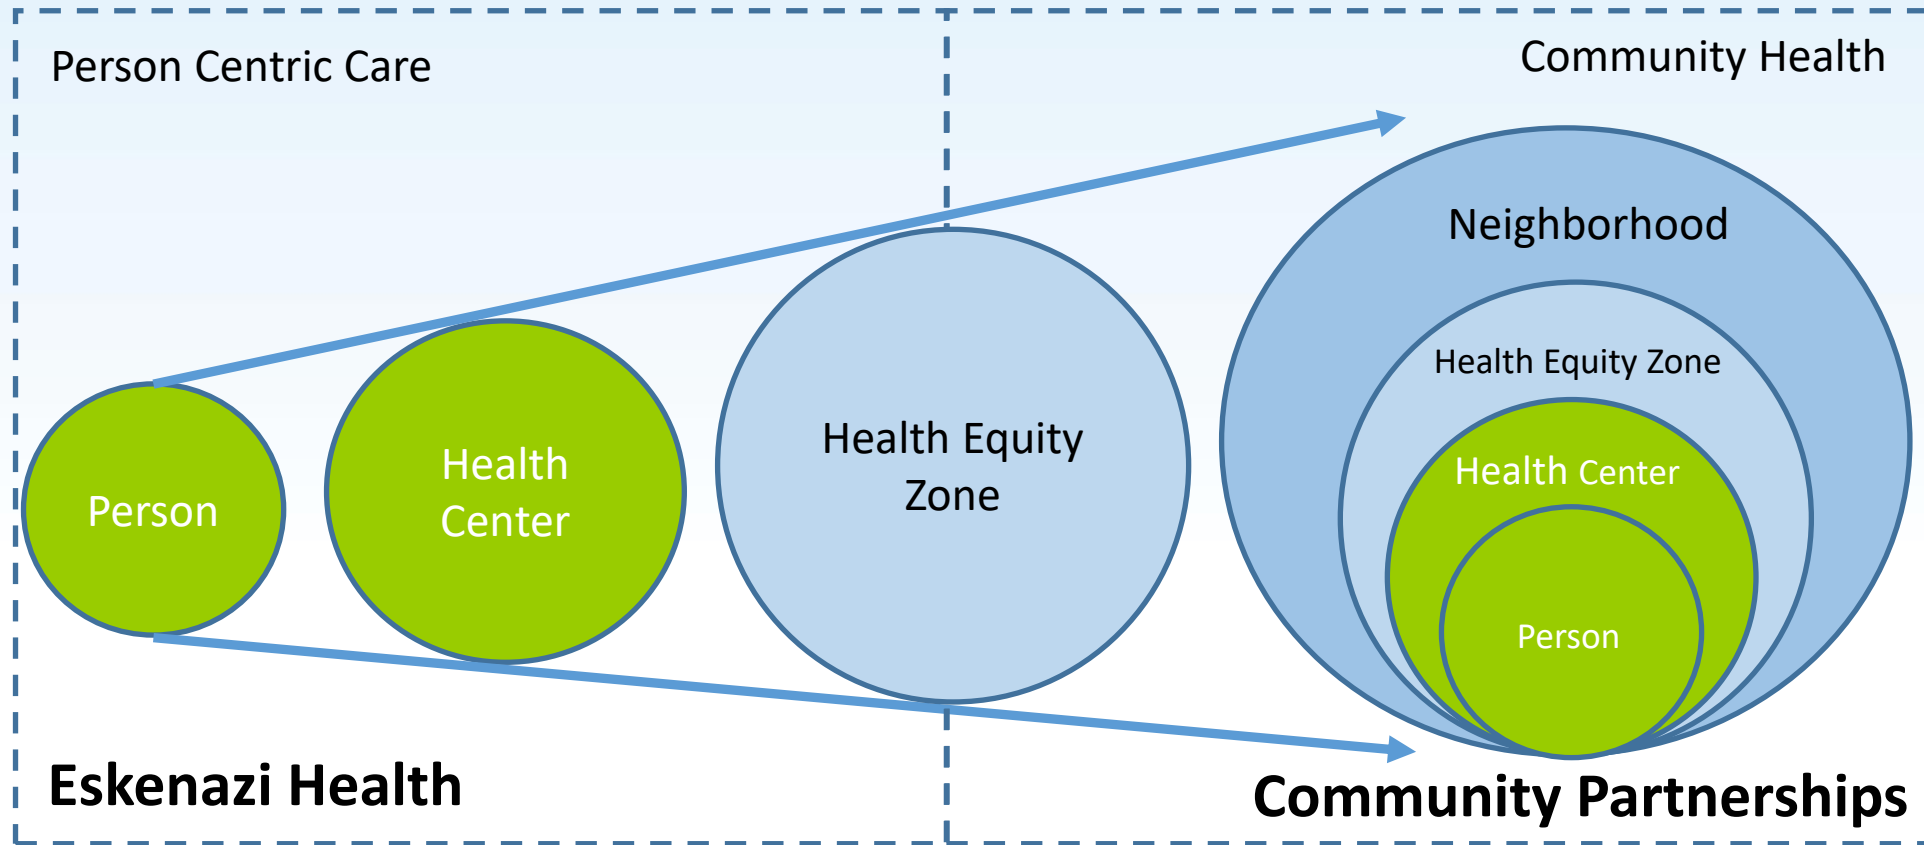 Person Centric Care
Community Health
Person
Health
Center
Health Equity
Zone
Neighborhood
Health Equity Zone
Health Center
Person
Eskenazi Health
Community Partnerships